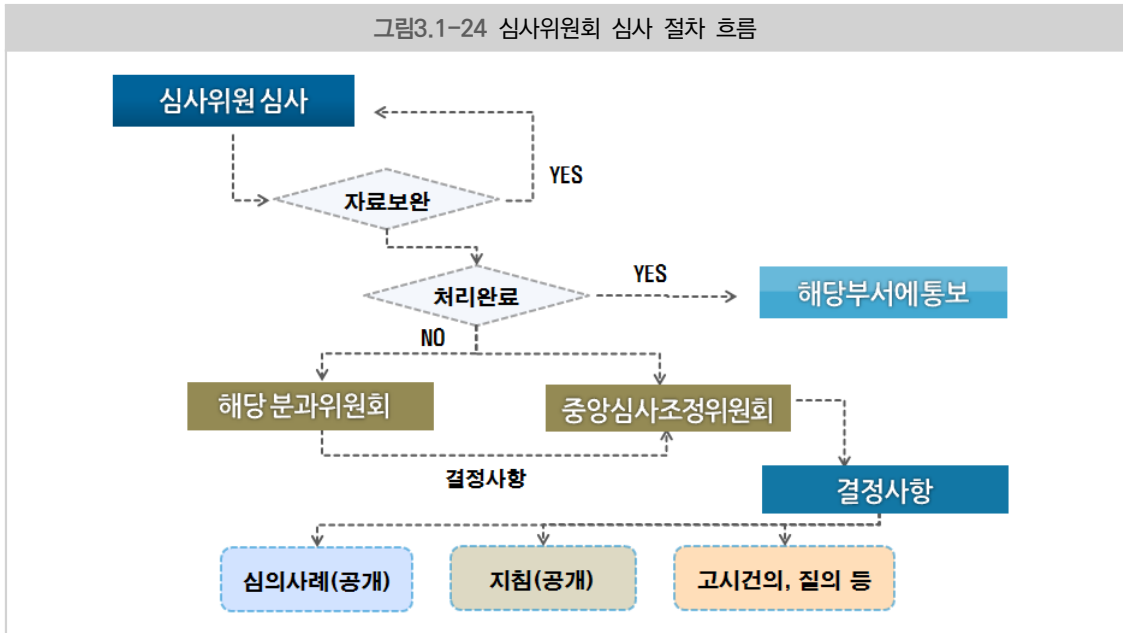 그림3.1-24 심사위원회 심사 절차 흐름
심사위원 심사
YES
자료보완
YES
처리완료
해당부서에통보
NO
해당 분과위원회
중앙심사조정위원회
결정사항
결정사항
심의사례(공개)
지침(공개)
고시건의, 질의 등